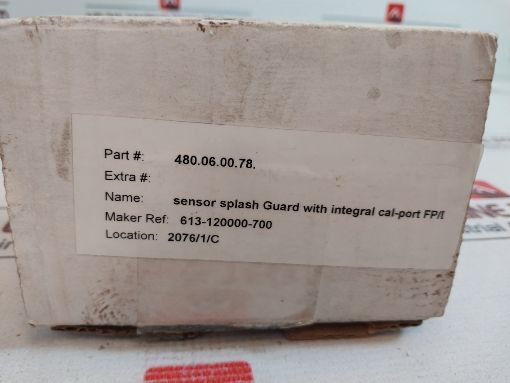 Part #: 480.06.00.78.
Extra #:
Name: sensor splash Guard with integral cal-port FP/I
Maker Ref: 613-120000-700
Location: 2076/1/C